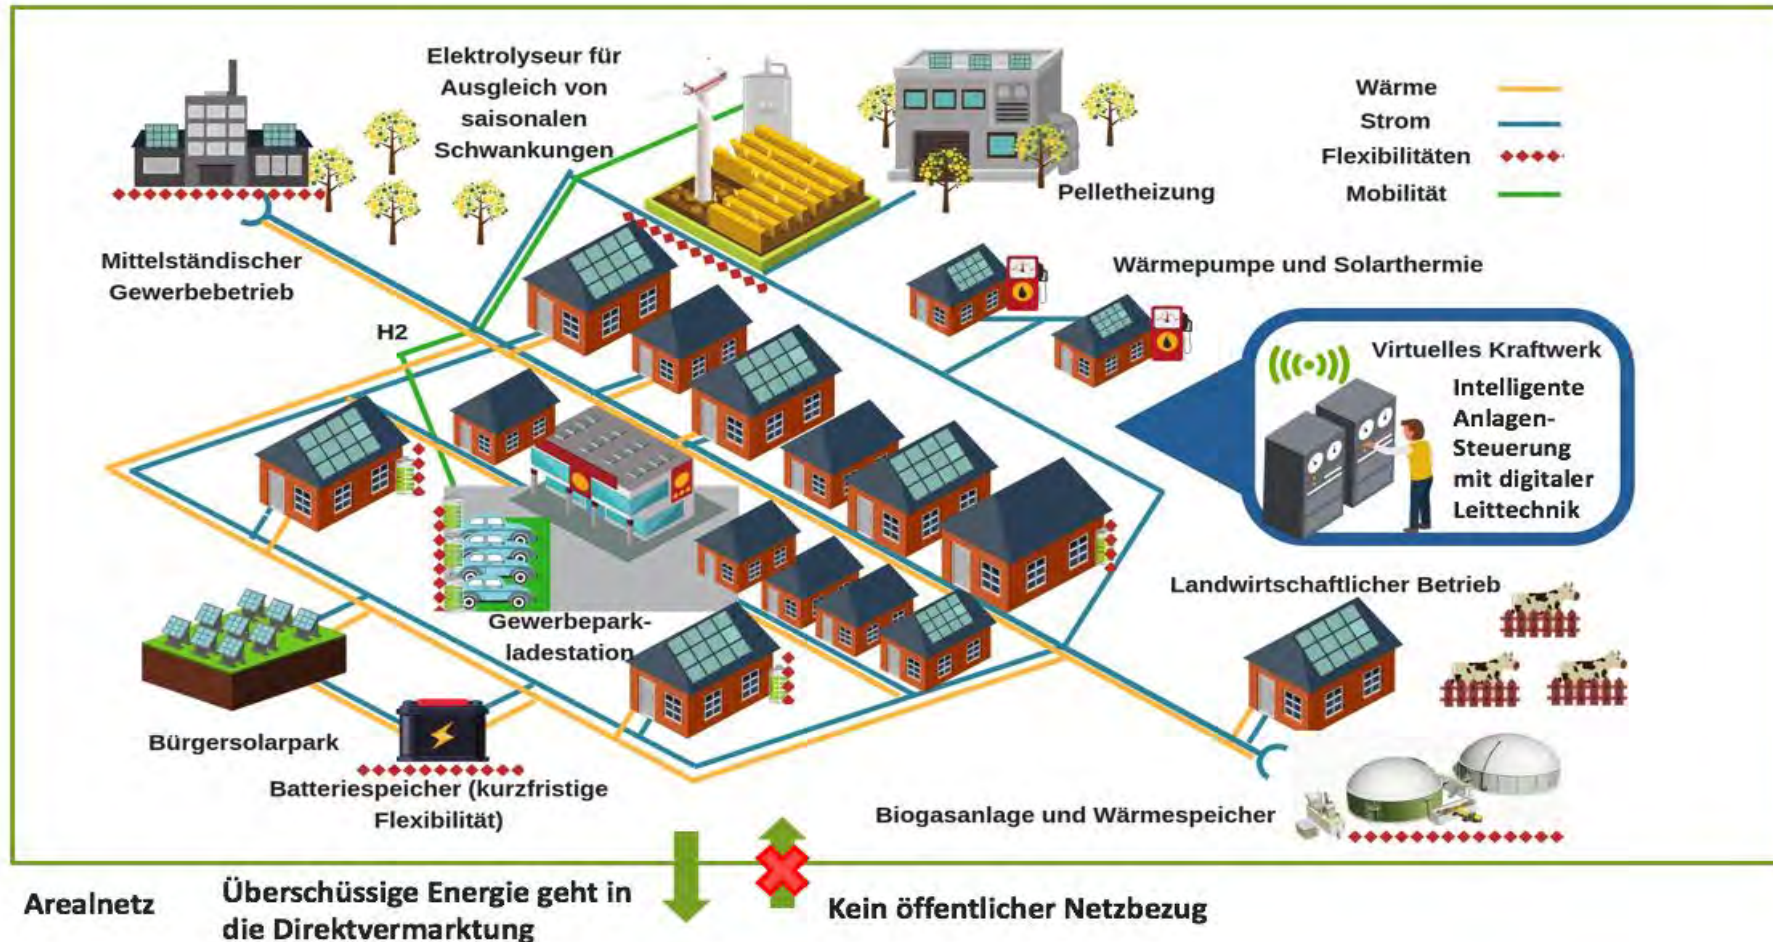 Elektrolyseur für
Ausgleich von
saisonalen
Schwankungen
Wärme
Strom
Flexibilitäten
Mobilität
Pelletheizung
Mittelständischer
Gewerbebetrieb
Wärmepumpe und Solarthermie
H2
Virtuelles Kraftwerk
Intelligente
Anlagen-
Steuerung
mit digitaler
Leittechnik
Landwirtschaftlicher Betrieb
Gewerbepark-
ladestation
Bürgersolarpark
Batteriespeicher (kurzfristige
Flexibilität)
Biogasanlage und Wärmespeicher
Arealnetz
Überschüssige Energie geht in
die Direktvermarktung
Kein öffentlicher Netzbezug